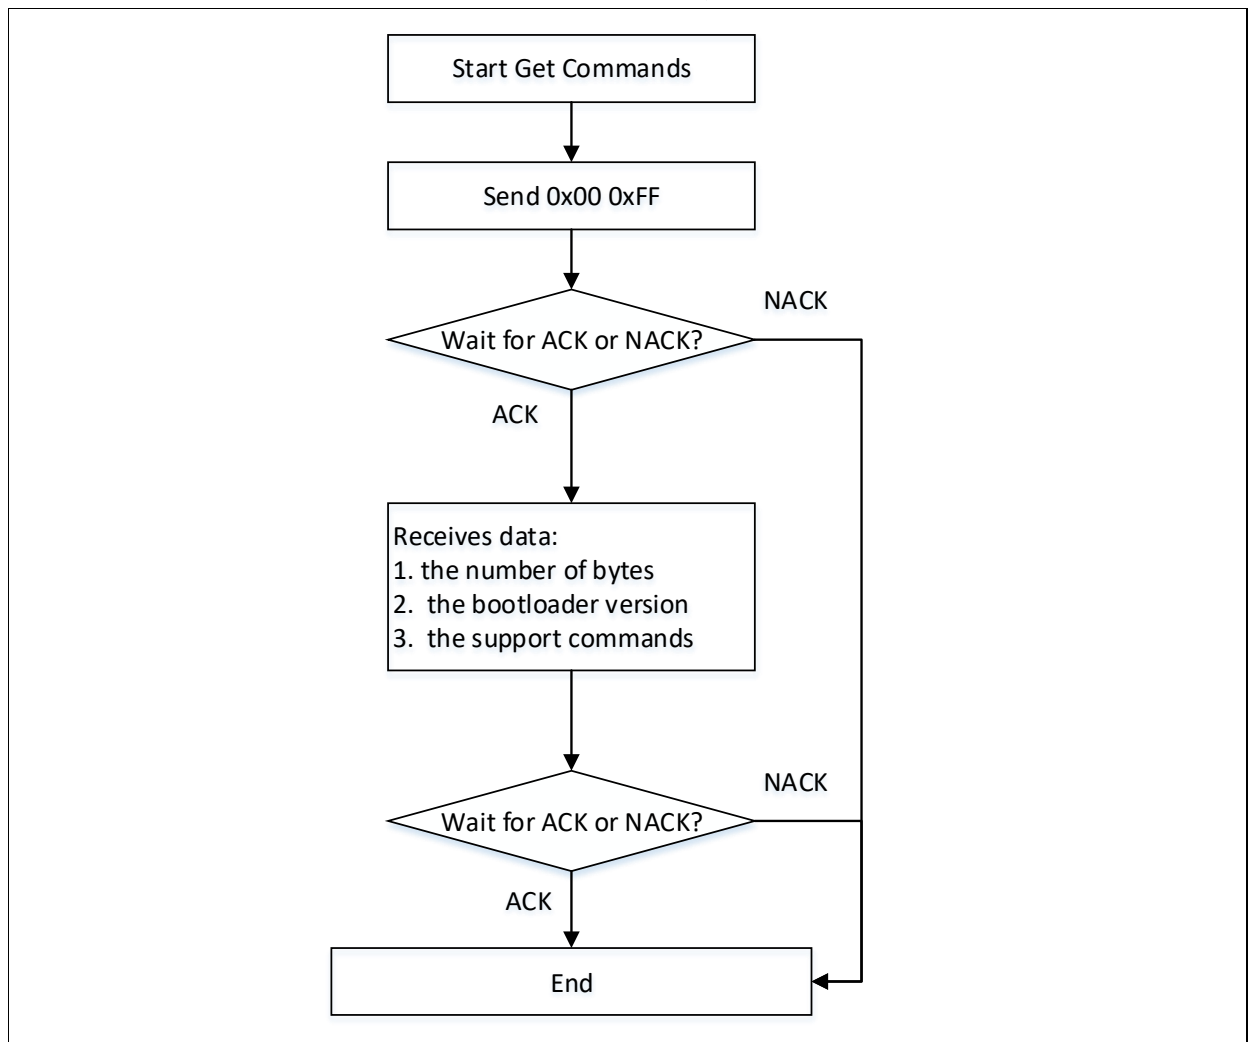 Start Get Commands
Send 0x00 0xFF
NACK
Wait for ACK or NACK?
ACK
Receives data:
1. the number of bytes
2.  the bootloader version
3.  the support commands
NACK
Wait for ACK or NACK?
ACK
End